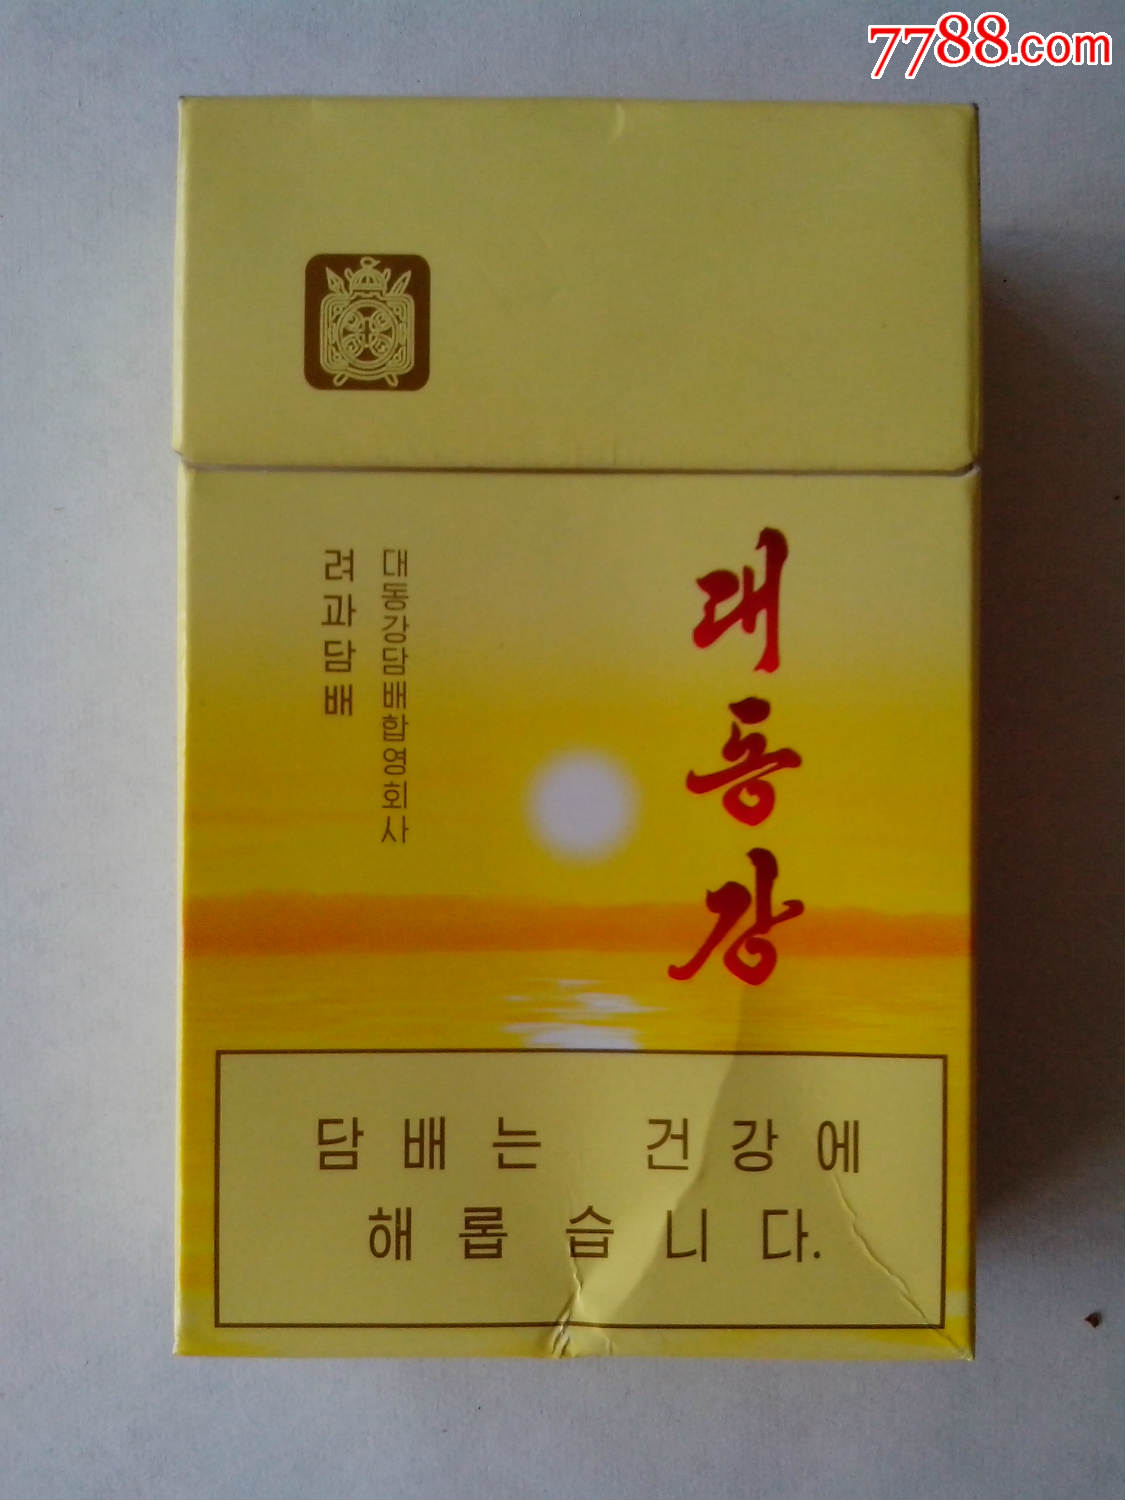 7788.com
대동강
대동강담배합영회사
려과담배
담배는 건강에
해롭습니다.